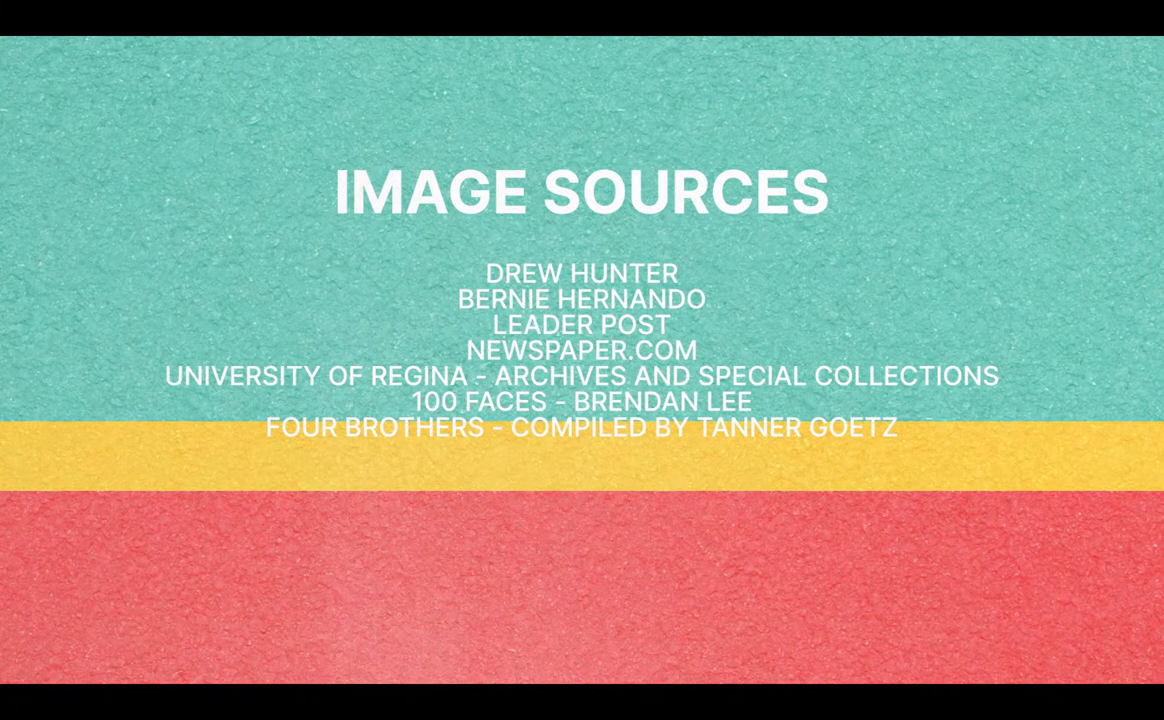 IMAGE SOURCES
DREW HUNTER
BERNIE HERNANDO
LEADER POST
NEWSPAPER.COM
UNIVERSITY OF REGINA - ARCHIVES AND SPECIAL COLLECTIONS
100 FACES - BRENDAN LEE
FOUR BROTHERS - COMPILED BY TANNER GOETZ